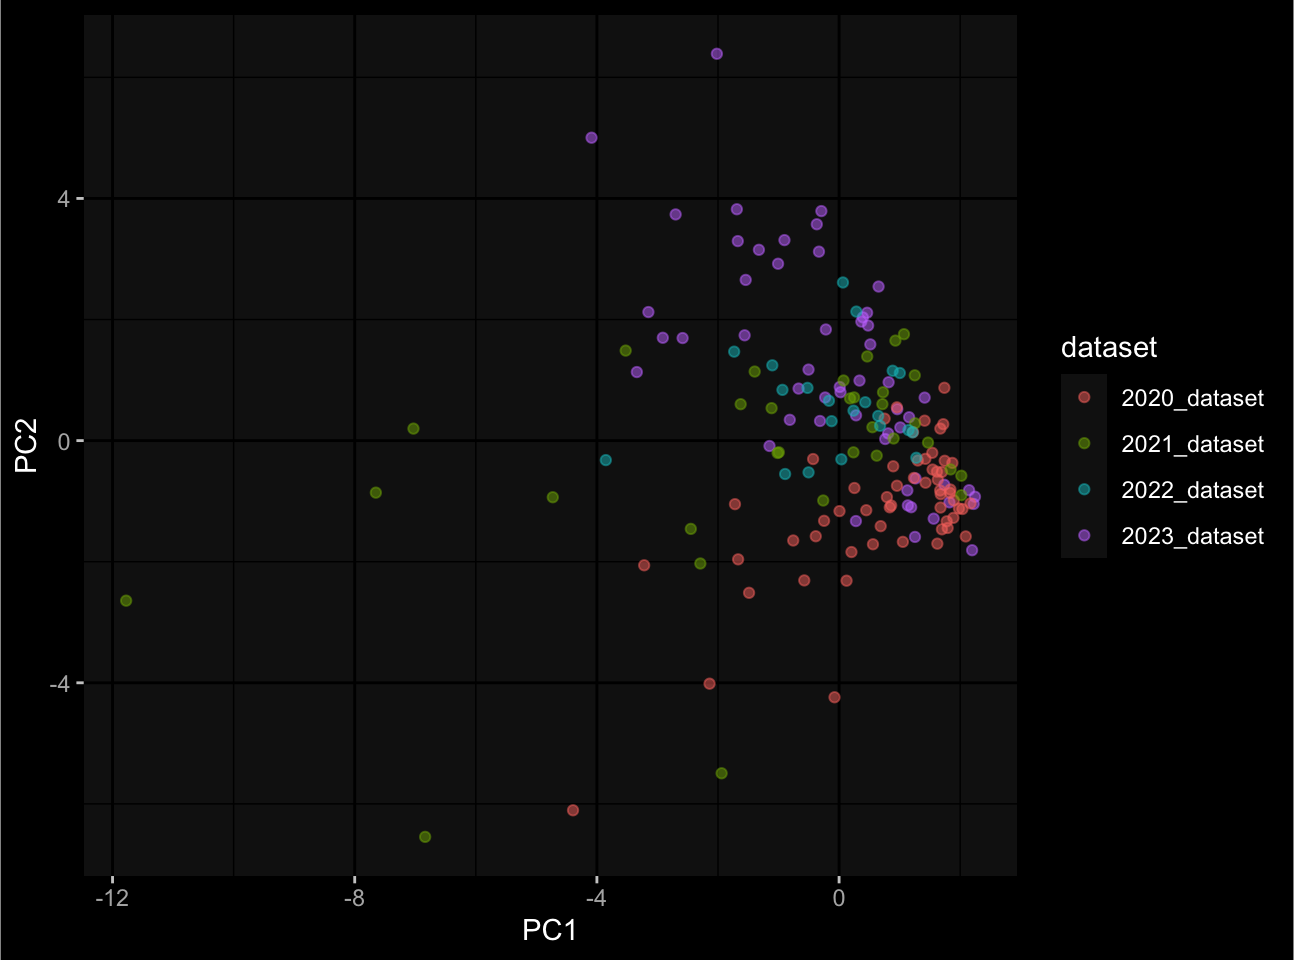 4
0
-4
-12
-8
-4
0
PC1
PC2
dataset
2020_dataset
2021_dataset
2022_dataset
2023_dataset